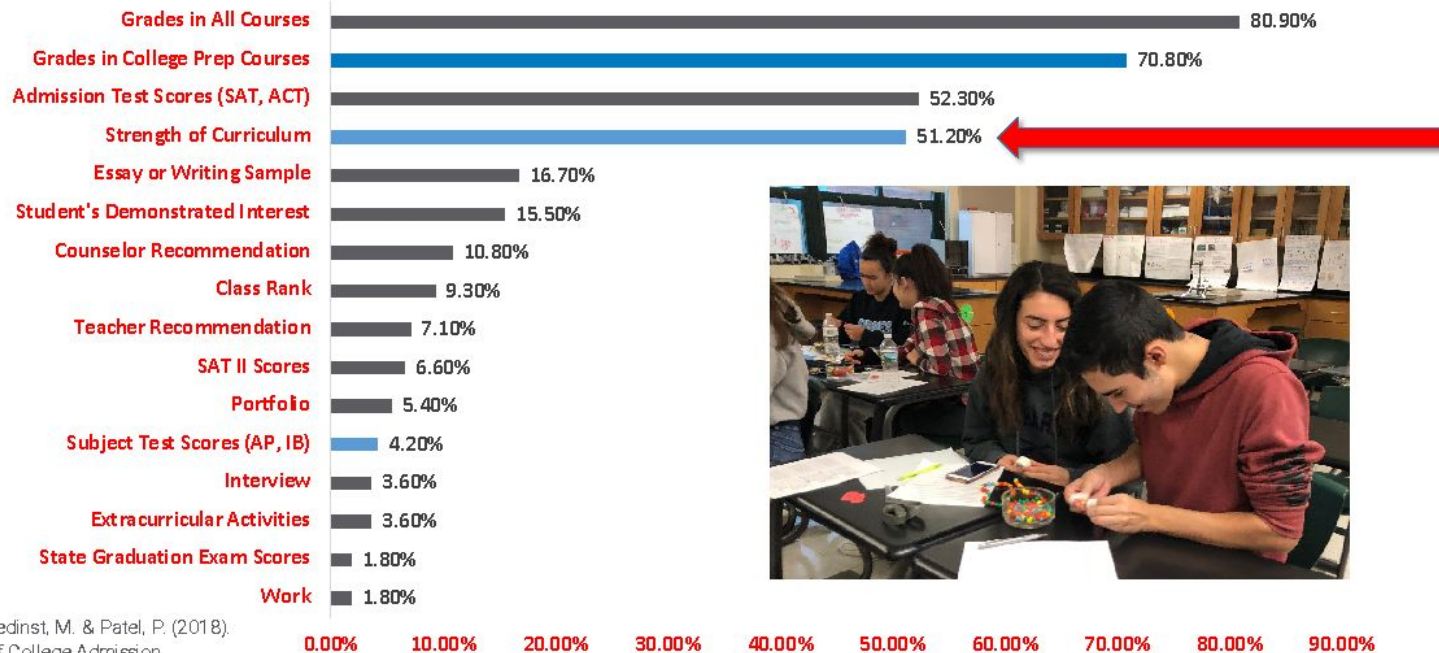 Grades in All Courses 80.90%
Grades in College Prep Courses 70.80%
Admission Test Scores (SAT, ACT) 52.30%
Strength of Curriculum 51.20%
Essay or Writing Sample 16.70%
Student's Demonstrated Interest 15.50%
Counselor Recommendation 10.80%
Class Rank 9.30%
Teacher Recommendation 7.10%
SAT II Scores 6.60%
Portfolio 5.40%
Subject Test Scores (AP, IB) 4.20%
Interview 3.60%
Extracurricular Activities 3.60%
State Graduation Exam Scores 1.80%
Work 1.80%
M. & Patel, P. (2018).
College Admission
0.00% 10.00% 20.00% 30.00% 40.00% 50.00% 60.00% 70.00% 80.00% 90.00%